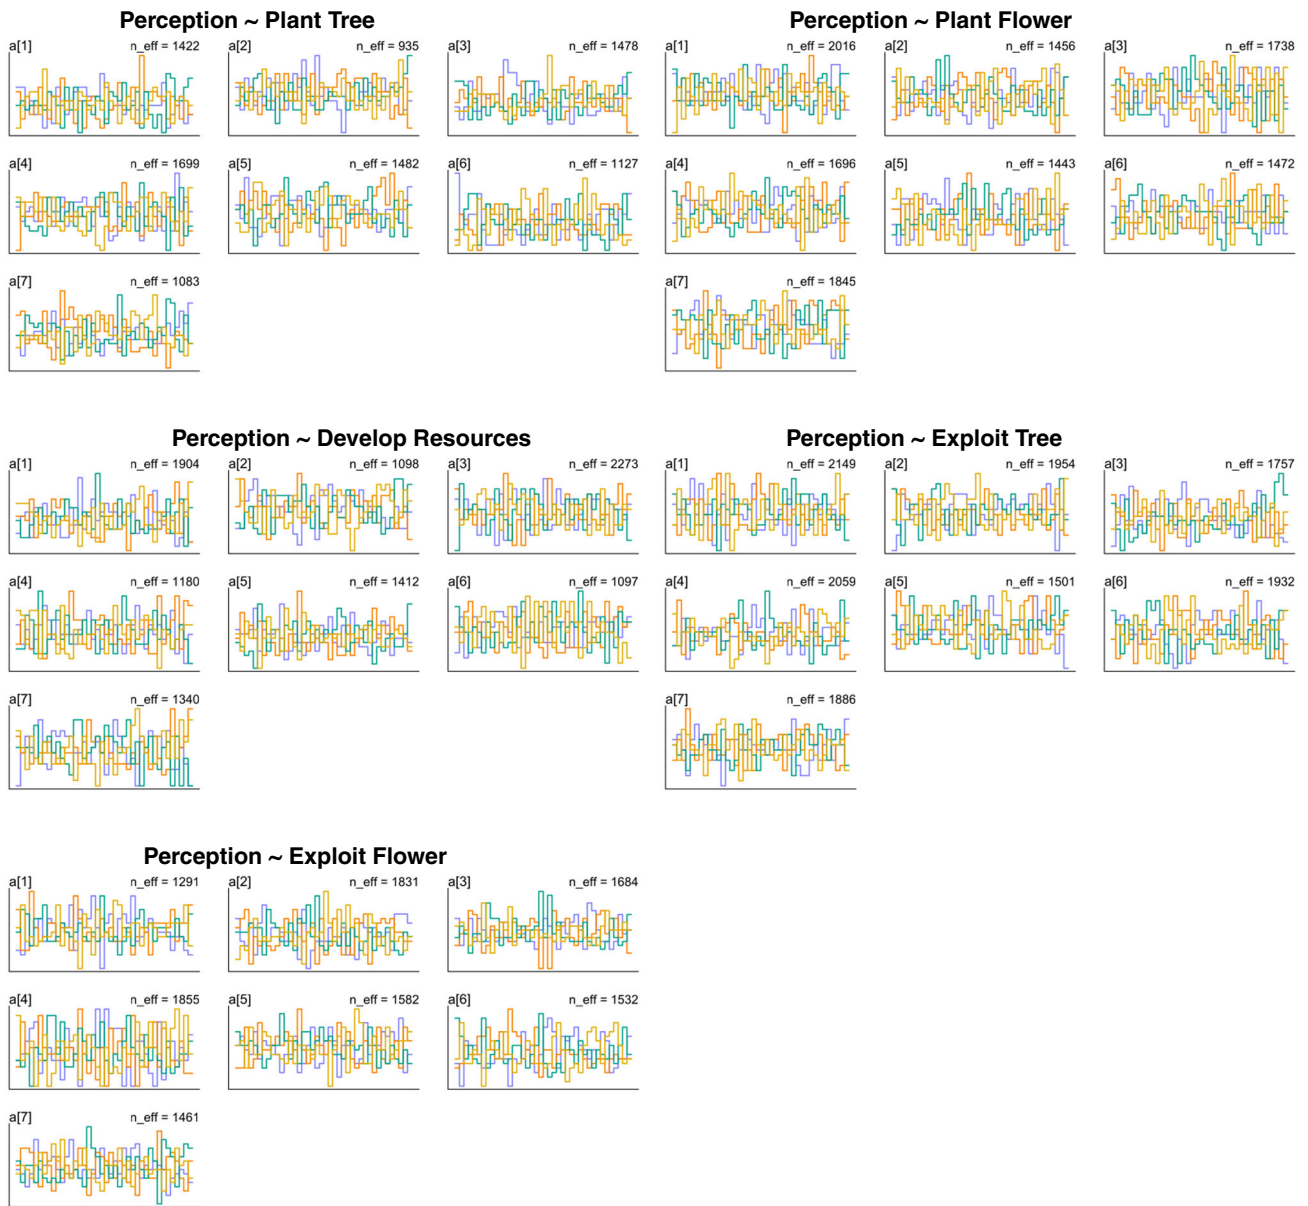 Perception ~ Plant Tree
a[1] n_eff = 1422
a[2] n_eff = 935
a[3] n_eff = 1478
a[4] n_eff = 1699
a[5] n_eff = 1482
a[6] n_eff = 1127
a[7] n_eff = 1083
Perception ~ Plant Flower
a[1] n_eff = 2016
a[2] n_eff = 1456
a[3] n_eff = 1738
a[4] n_eff = 1696
a[5] n_eff = 1443
a[6] n_eff = 1472
a[7] n_eff = 1845
Perception ~ Develop Resources
a[1] n_eff = 1904
a[2] n_eff = 1098
a[3] n_eff = 2273
a[4] n_eff = 1180
a[5] n_eff = 1412
a[6] n_eff = 1097
a[7] n_eff = 1340
Perception ~ Exploit Tree
a[1] n_eff = 2149
a[2] n_eff = 1954
a[3] n_eff = 1757
a[4] n_eff = 2059
a[5] n_eff = 1501
a[6] n_eff = 1932
a[7] n_eff = 1886
Perception ~ Exploit Flower
a[1] n_eff = 1291
a[2] n_eff = 1831
a[3] n_eff = 1684
a[4] n_eff = 1855
a[5] n_eff = 1582
a[6] n_eff = 1532
a[7] n_eff = 1461